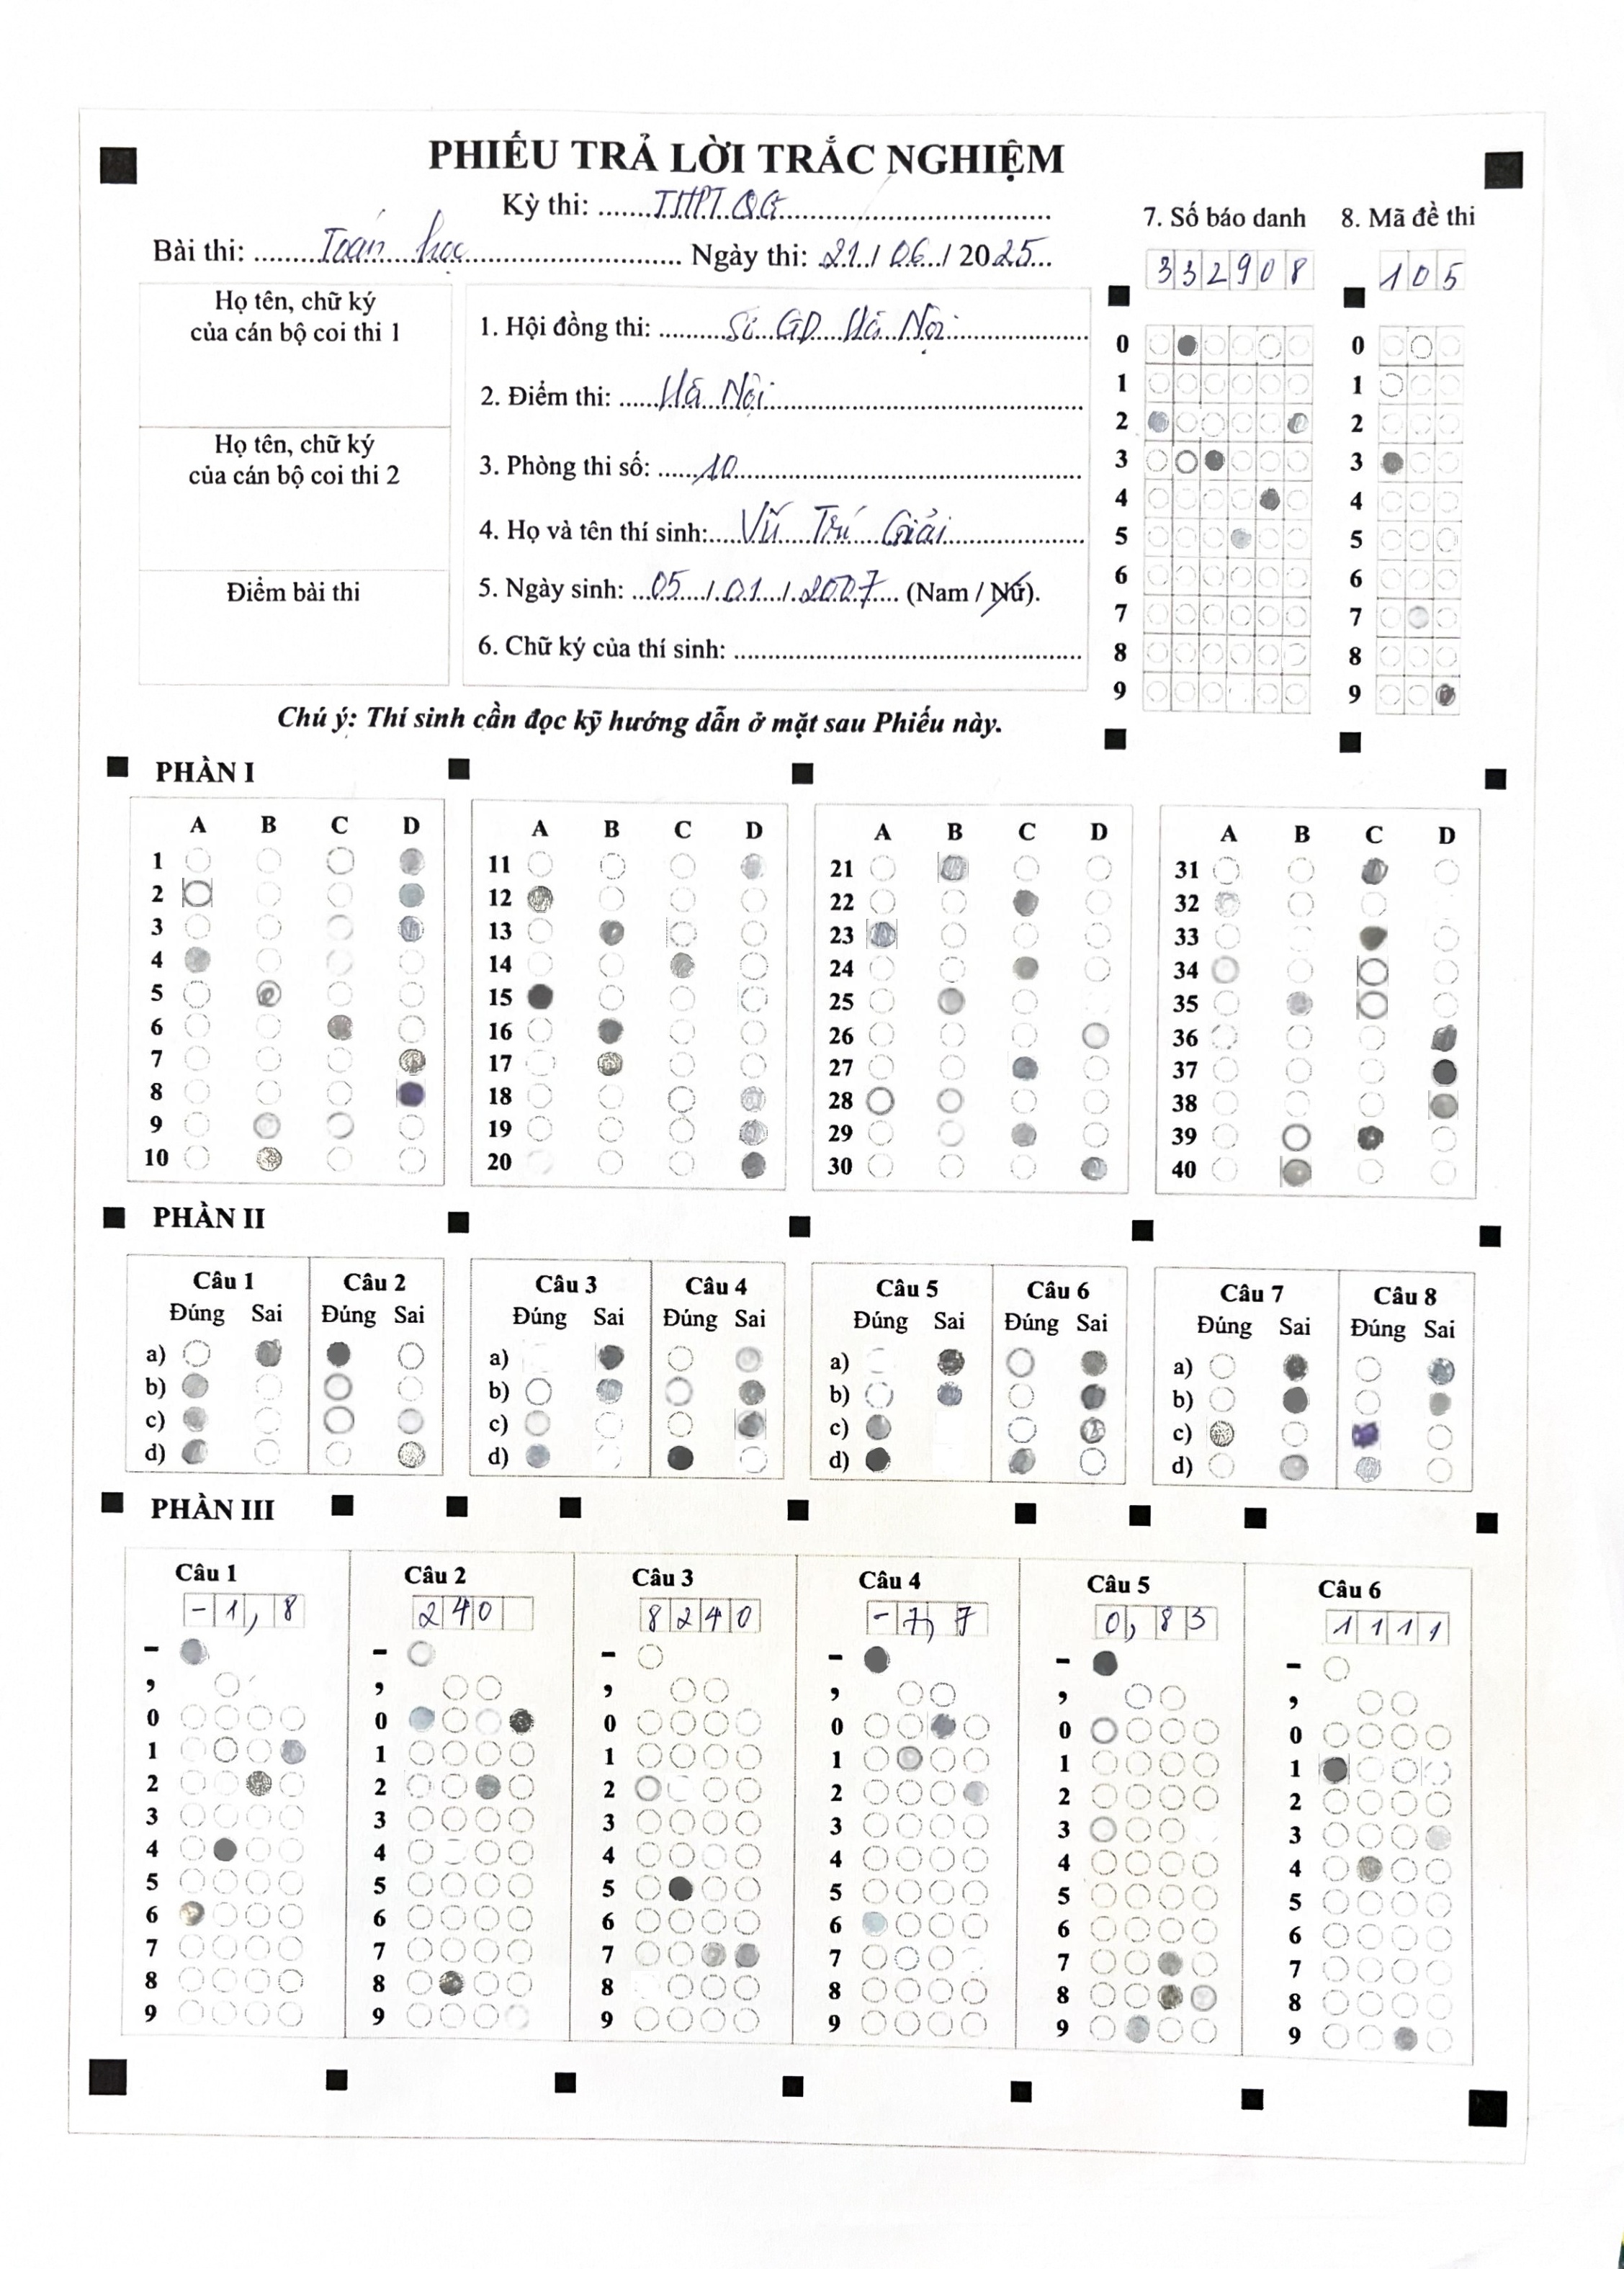 PHIẾU TRẢ LỜI TRẮC NGHIỆM
Kỳ thi: THPT QG
Bài thi: Toán học Ngày thi: 21 / 06 / 2025
7. Số báo danh 8. Mã đề thi
332908 105
Họ tên, chữ ký
của cán bộ coi thi 1
Họ tên, chữ ký
của cán bộ coi thi 2
Điểm bài thi
1. Hội đồng thi: Sở GD Hà Nội
2. Điểm thi: Hà Nội
3. Phòng thi số: 10
4. Họ và tên thí sinh: Vũ Trí Giải
5. Ngày sinh: 05 / 01 / 2007 (Nam / Nữ).
6. Chữ ký của thí sinh:
0 0
1 1
2 2
3 3
4 4
5 5
6 6
7 7
8 8
9 9
Chú ý: Thí sinh cần đọc kỹ hướng dẫn ở mặt sau Phiếu này.
PHẦN I
A B C D A B C D A B C D A B C D
1 11 21 31
2 12 22 32
3 13 23 33
4 14 24 34
5 15 25 35
6 16 26 36
7 17 27 37
8 18 28 38
9 19 29 39
10 20 30 40
PHẦN II
Câu 1 Câu 2 Câu 3 Câu 4 Câu 5 Câu 6 Câu 7 Câu 8
Đúng Sai Đúng Sai Đúng Sai Đúng Sai Đúng Sai Đúng Sai Đúng Sai Đúng Sai
a) a) a) a)
b) b) b) b)
c) c) c) c)
d) d) d) d)
PHẦN III
Câu 1 Câu 2 Câu 3 Câu 4 Câu 5 Câu 6
-1,8 240 8240 -7,7 0,83 1111
- - - - - -
, , , , , ,
0 0 0 0 0 0
1 1 1 1 1 1
2 2 2 2 2 2
3 3 3 3 3 3
4 4 4 4 4 4
5 5 5 5 5 5
6 6 6 6 6 6
7 7 7 7 7 7
8 8 8 8 8 8
9 9 9 9 9 9